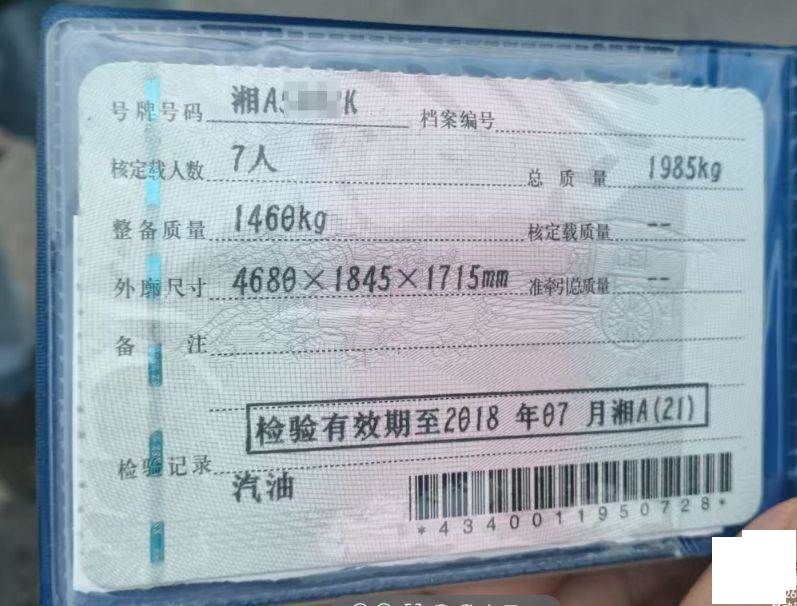 号牌号码 湘A K 档案编号
核定载人数 7人 总质量 1985kg
整备质量 1460kg 核定载质量 --
外廓尺寸 4680×1845×1715mm 准牵引总质量 --
备注
检验有效期至2018年07月湘A(21)
检验记录
汽油
*4340011950728*